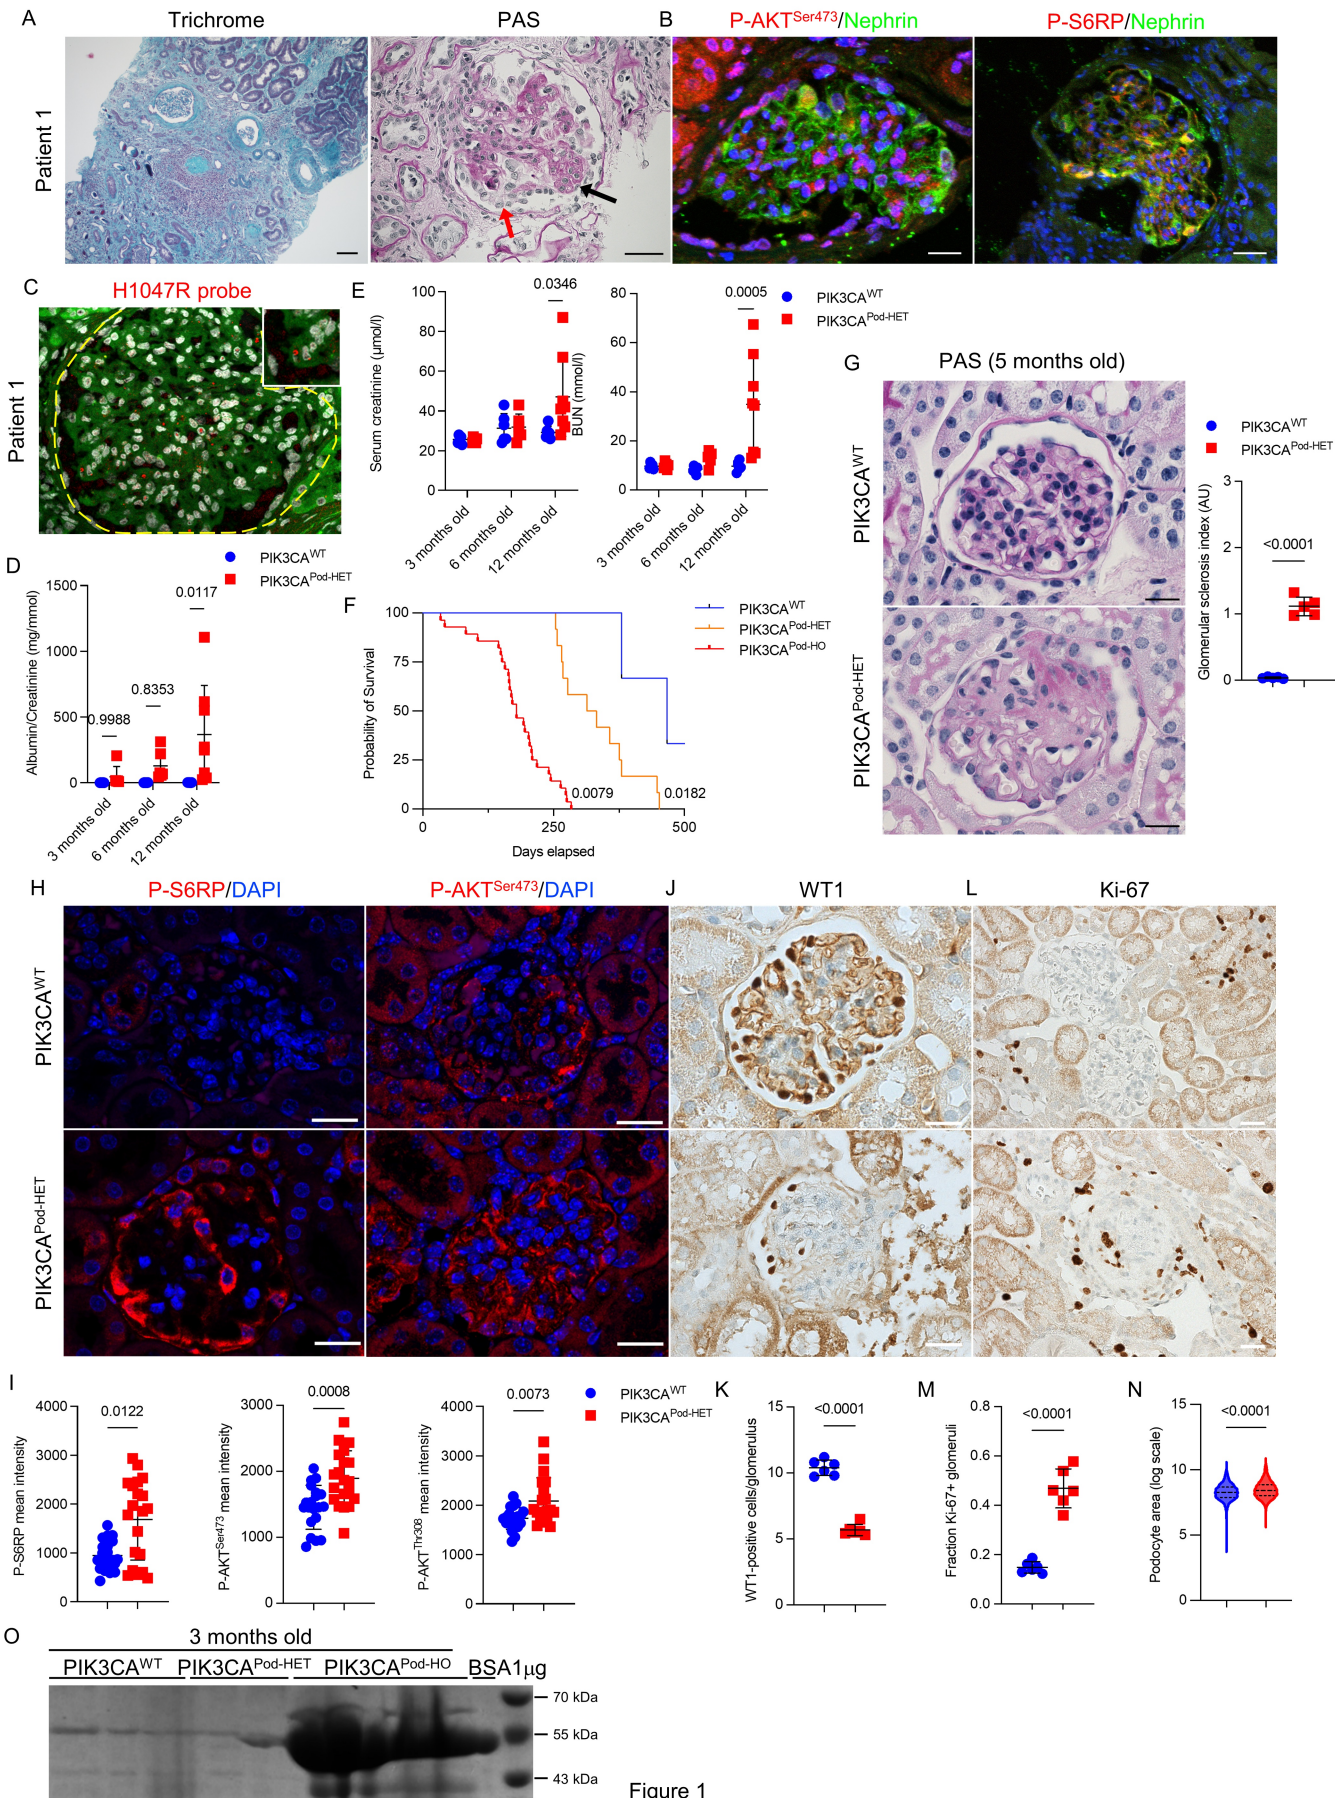 A
Trichrome
PAS
B
P-AKTSer473/Nephrin
P-S6RP/Nephrin
Patient 1
C
H1047R probe
Patient 1
D
PIK3CAWT
PIK3CAPod-HET
Albumin/Creatinine (mg/mmol)
1500
1000
500
0
0.9988
0.8353
0.0117
3 months old
6 months old
12 months old
E
Serum creatinine (µmol/l)
100
80
60
40
20
0
0.0346
3 months old
6 months old
12 months old
BUN (mmol/l)
80
60
40
20
0
0.0005
3 months old
6 months old
12 months old
PIK3CAWT
PIK3CAPod-HET
F
Probability of Survival
100
75
50
25
0
0
250
500
Days elapsed
0.0079
0.0182
PIK3CAWT
PIK3CAPod-HET
PIK3CAPod-HO
G
PAS (5 months old)
PIK3CAWT
PIK3CAPod-HET
PIK3CAWT
PIK3CAPod-HET
Glomerular sclerosis index (AU)
3
2
1
0
<0.0001
H
P-S6RP/DAPI
P-AKTSer473/DAPI
J
WT1
L
Ki-67
PIK3CAWT
PIK3CAPod-HET
I
P-S6RP mean intensity
4000
3000
2000
1000
0
0.0122
P-AKTSer473 mean intensity
3000
2000
1000
0
0.0008
P-AKTThr308 mean intensity
4000
3000
2000
1000
0
0.0073
PIK3CAWT
PIK3CAPod-HET
K
WT1-positive cells/glomerulus
15
10
5
0
<0.0001
M
Fraction Ki-67+ glomeruli
0.8
0.6
0.4
0.2
0.0
<0.0001
N
Podocyte area (log scale)
15
10
5
0
<0.0001
O
3 months old
PIK3CAWT
PIK3CAPod-HET
PIK3CAPod-HO
BSA1µg
70 kDa
55 kDa
43 kDa
Figure 1